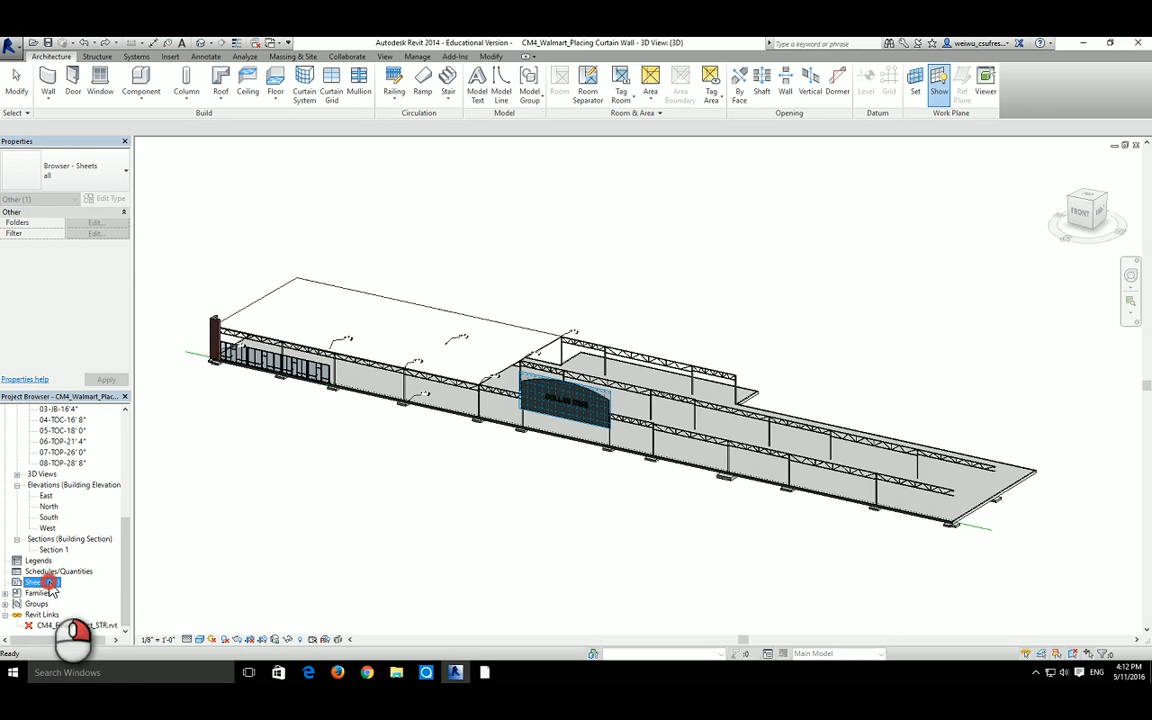 Autodesk Revit 2014 - Educational Version - CM4_Walmart_Placing Curtain Wall - 3D View: {3D}
Type a keyword or phrase
weiwu_csufres...
Architecture Structure Systems Insert Annotate Analyze Massing & Site Collaborate View Manage Add-Ins Modify
Modify Wall Door Window Component Column Roof Ceiling Floor Curtain System Curtain Grid Mullion Railing Ramp Stair Model Text Model Line Model Group Room Room Separator Tag Room Area Area Boundary Tag Area By Face Shaft Wall Vertical Dormer Level Grid Set Show Ref Plane Viewer
Select Build Circulation Model Room & Area Opening Datum Work Plane
Properties
Browser - Sheets
all
Other (1) Edit Type
Other
Folders Edit...
Filter Edit...
FRONT
DOLLAR TREE
Properties help Apply
Project Browser - CM4_Walmart_Plac...
03-JB-16'4"
04-TOC-16' 8"
05-TOC-18' 0"
06-TOP-21' 4"
07-TOP-26' 0"
08-TOP-28' 8"
3D Views
Elevations (Building Elevation
East
North
South
West
Sections (Building Section)
Section 1
Legends
Schedules/Quantities
Families
Groups
Revit Links
1/8" = 1'-0"
Ready
:0
Main Model
:0
Search Windows
ENG
4:12 PM
5/11/2016